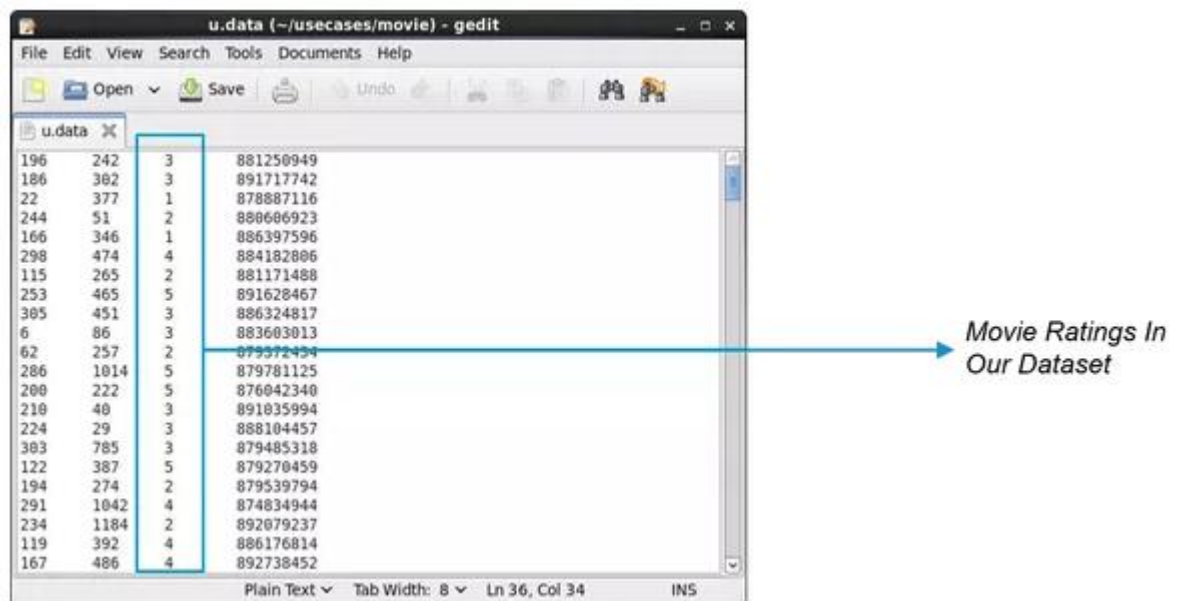 u.data (~/usecases/movie) - gedit
File Edit View Search Tools Documents Help
Open Save Undo
u.data
196 242 3 881250949
186 302 3 891717742
22 377 1 878887116
244 51 2 880606923
166 346 1 886397596
298 474 4 884182806
115 265 2 881171488
253 465 5 891628467
305 451 3 886324817
6 86 3 883603013
62 257 2 879372434
286 1014 5 879781125
200 222 5 876042340
210 40 3 891035994
224 29 3 888104457
303 785 3 879485318
122 387 5 879270459
194 274 2 879539794
291 1042 4 874834944
234 1184 2 892079237
119 392 4 886176814
167 486 4 892738452
Plain Text Tab Width: 8 Ln 36, Col 34 INS
Movie Ratings In
Our Dataset